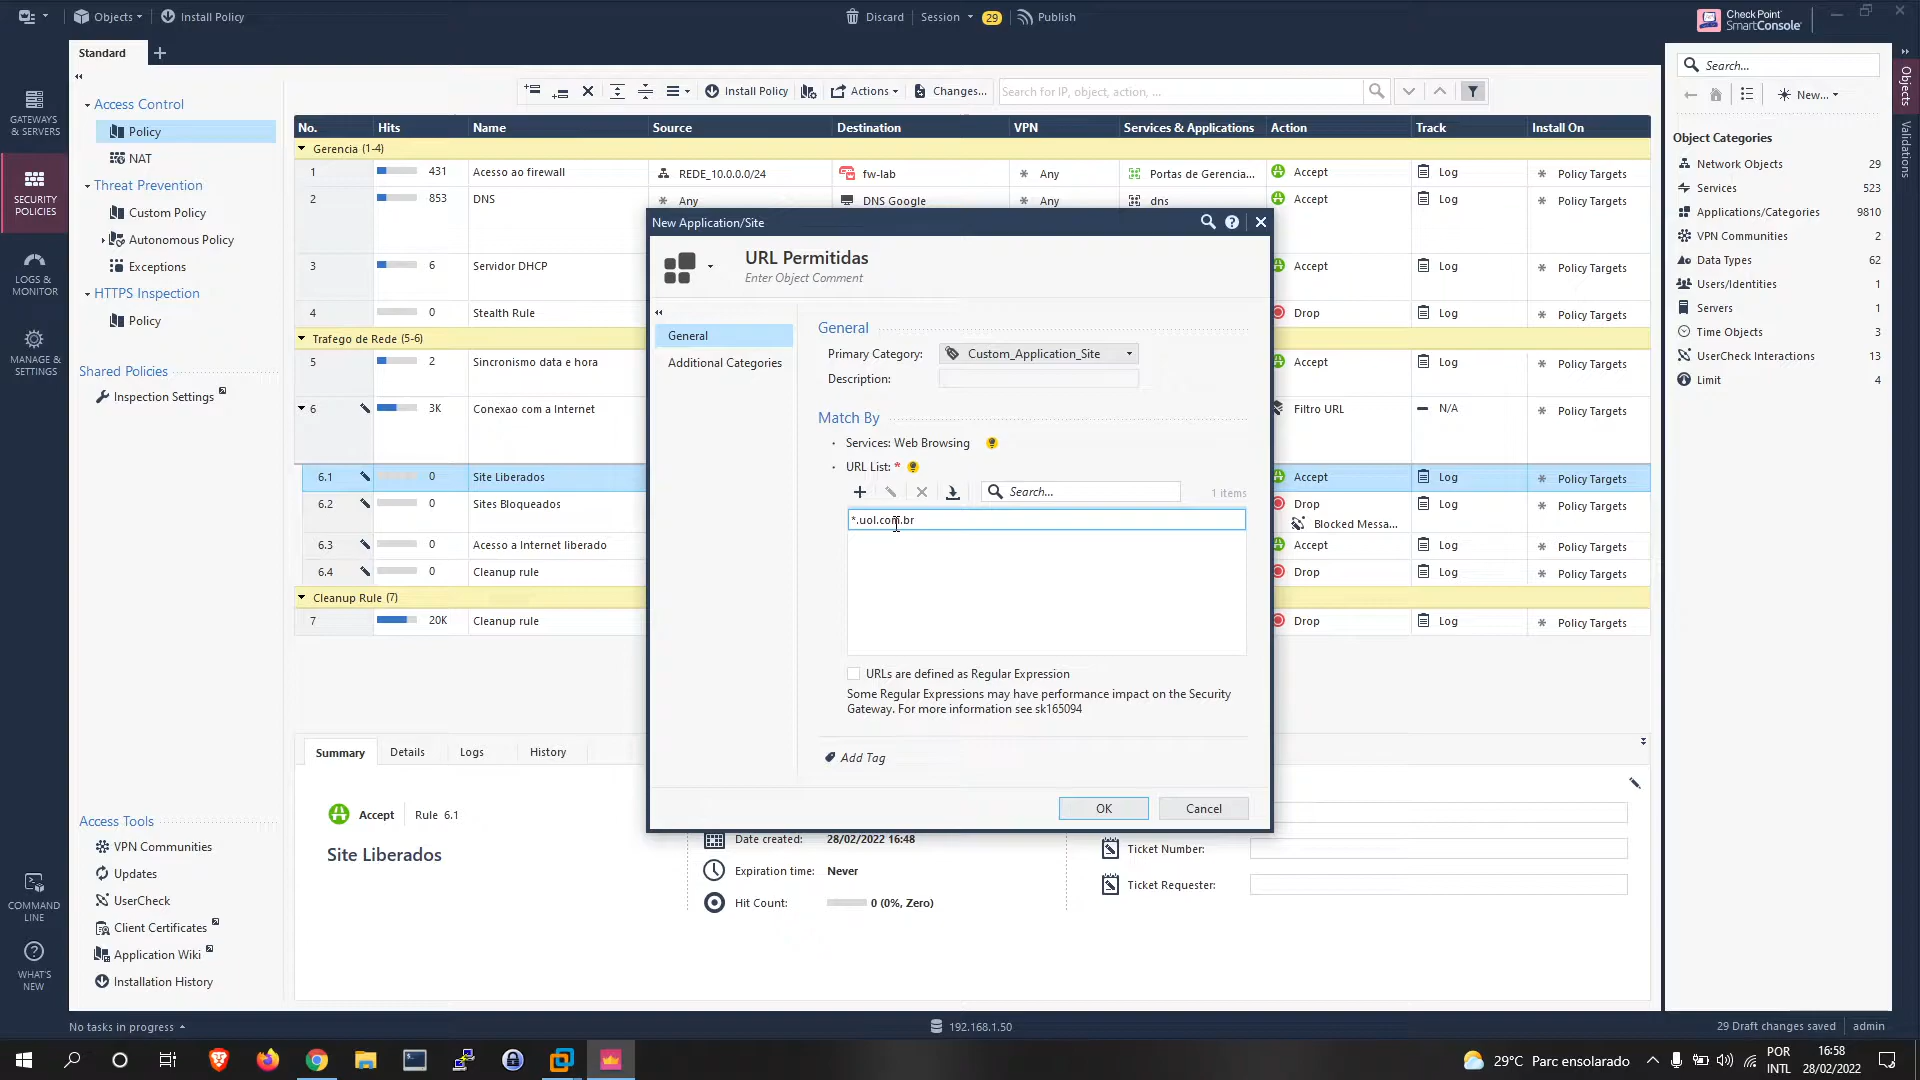 Objects
Install Policy
Discard
Session
29
Publish
Check Point
SmartConsole
Standard
GATEWAYS
& SERVERS
SECURITY
POLICIES
LOGS &
MONITOR
MANAGE &
SETTINGS
COMMAND
LINE
WHAT'S
NEW
Access Control
Policy
NAT
Threat Prevention
Custom Policy
Autonomous Policy
Exceptions
HTTPS Inspection
Policy
Shared Policies
Inspection Settings
Access Tools
VPN Communities
Updates
UserCheck
Client Certificates
Application Wiki
Installation History
Install Policy
Actions
Changes...
Search for IP, object, action, ...
No. Hits Name Source Destination VPN Services & Applications Action Track Install On
Gerencia (1-4)
1 431 Acesso ao firewall REDE_10.0.0.0/24 fw-lab Any Portas de Gerencia... Accept Log Policy Targets
2 853 DNS Any DNS Google Any dns Accept Log Policy Targets
3 6 Servidor DHCP Accept Log Policy Targets
4 0 Stealth Rule Drop Log Policy Targets
Trafego de Rede (5-6)
5 2 Sincronismo data e hora Accept Log Policy Targets
6 3K Conexao com a Internet Filtro URL N/A Policy Targets
6.1 0 Site Liberados Accept Log Policy Targets
6.2 0 Sites Bloqueados Drop Log Policy Targets
Blocked Messa...
6.3 0 Acesso a Internet liberado Accept Log Policy Targets
6.4 0 Cleanup rule Drop Log Policy Targets
Cleanup Rule (7)
7 20K Cleanup rule Drop Log Policy Targets
New Application/Site
URL Permitidas
Enter Object Comment
General
Additional Categories
General
Primary Category: Custom_Application_Site
Description:
Match By
Services: Web Browsing
URL List: *
Search...
1 items
*.uol.com.br
URLs are defined as Regular Expression
Some Regular Expressions may have performance impact on the Security
Gateway. For more information see sk165094
Add Tag
OK
Cancel
Summary
Details
Logs
History
Accept
Rule 6.1
Site Liberados
Date created: 28/02/2022 16:48
Expiration time: Never
Hit Count: 0 (0%, Zero)
Ticket Number:
Ticket Requester:
Search...
New...
Object Categories
Network Objects 29
Services 523
Applications/Categories 9810
VPN Communities 2
Data Types 62
Users/Identities 1
Servers 1
Time Objects 3
UserCheck Interactions 13
Limit 4
Objects
Validations
No tasks in progress
192.168.1.50
29 Draft changes saved
admin
29°C Parc ensolarado
POR
INTL
16:58
28/02/2022